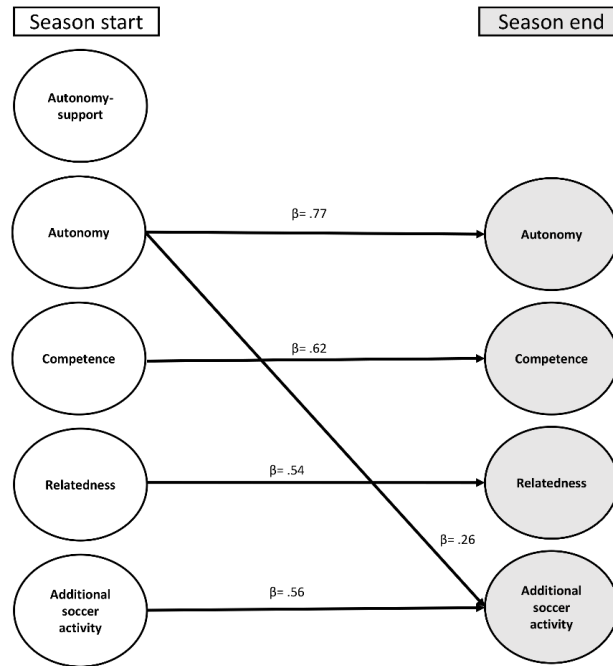 Season start
Season end
Autonomy-
support
Autonomy
β= .77
Autonomy
Competence
β= .62
Competence
Relatedness
β= .54
Relatedness
β= .26
Additional
soccer
activity
β= .56
Additional
soccer
activity